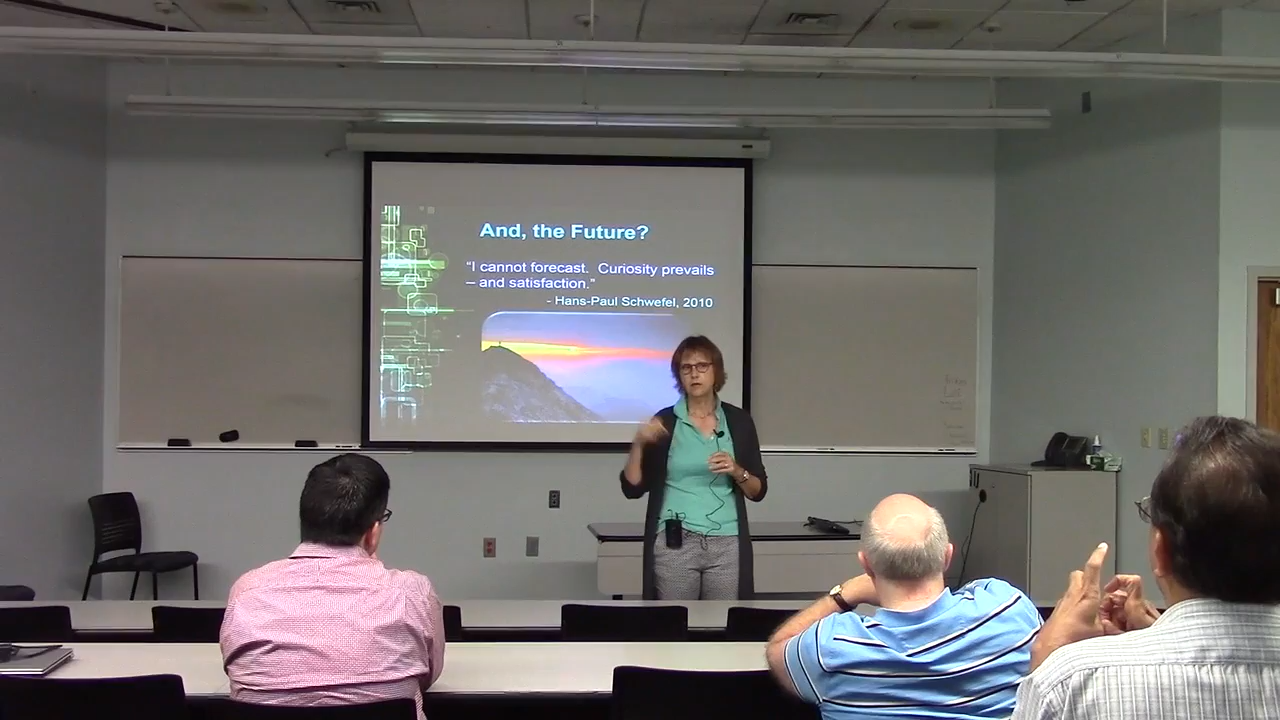 And, the Future?
“I cannot forecast.  Curiosity prevails
– and satisfaction.”
- Hans-Paul Schwefel, 2010